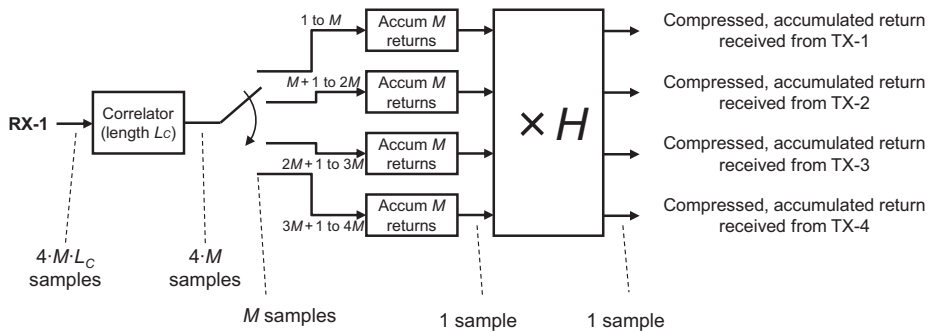 1 to M
Accum M
returns
Compressed, accumulated return
received from TX-1
M + 1 to 2M
Accum M
returns
Compressed, accumulated return
received from TX-2
RX-1
Correlator
(length LC)
× H
2M + 1 to 3M
Accum M
returns
Compressed, accumulated return
received from TX-3
3M + 1 to 4M
Accum M
returns
Compressed, accumulated return
received from TX-4
4·M·LC
samples
4·M
samples
M samples
1 sample
1 sample